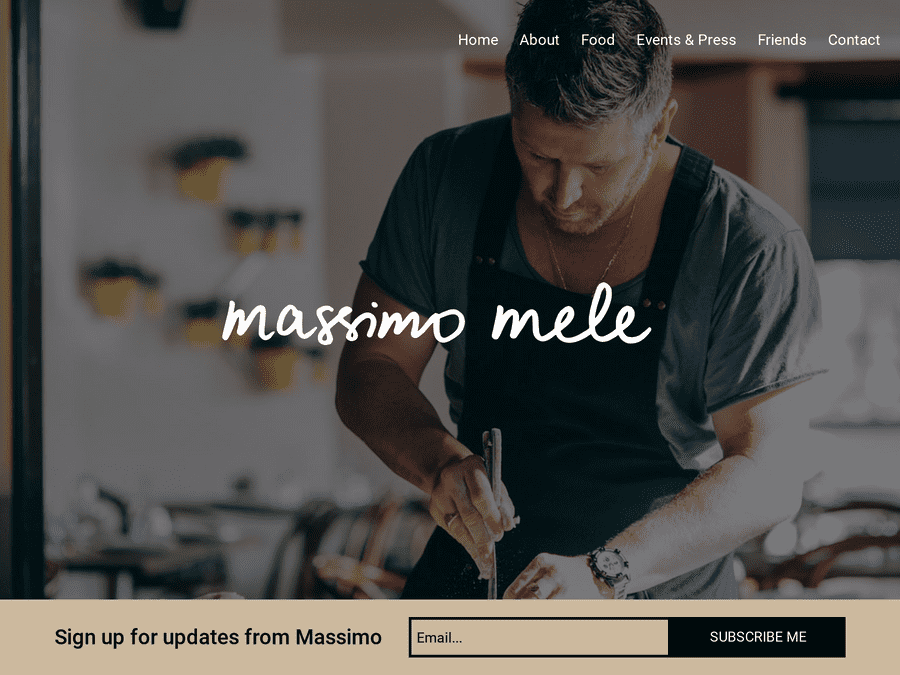 Home About Food Events & Press Friends Contact
massimo mele
Sign up for updates from Massimo
Email...
SUBSCRIBE ME